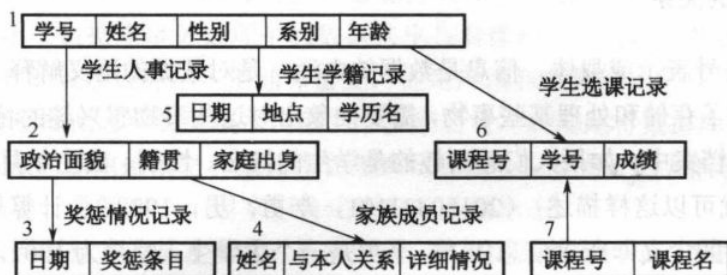 1 学号 姓名 性别 系别 年龄
学生人事记录 学生学籍记录 学生选课记录
5 日期 地点 学历 个
2 6
政治面貌 籍贯 家庭出身 课程号 学号 成绩
奖惩情况记录 家族成员记录
3 4 7
日期 奖惩条目 姓名 与本人关系 详细情况 课程号 课程名